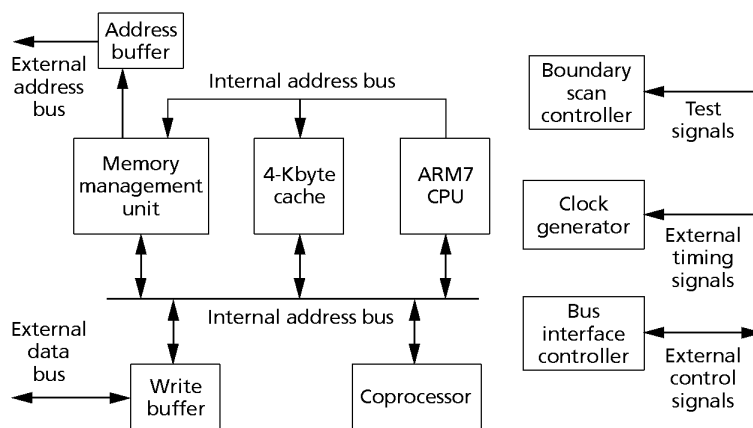 Address
buffer
External
address
bus
Internal address bus
Boundary
scan
controller
Test
signals
Memory
management
unit
4-Kbyte
cache
ARM7
CPU
Clock
generator
External
timing
signals
Internal address bus
External
data
bus
Write
buffer
Coprocessor
Bus
interface
controller
External
control
signals